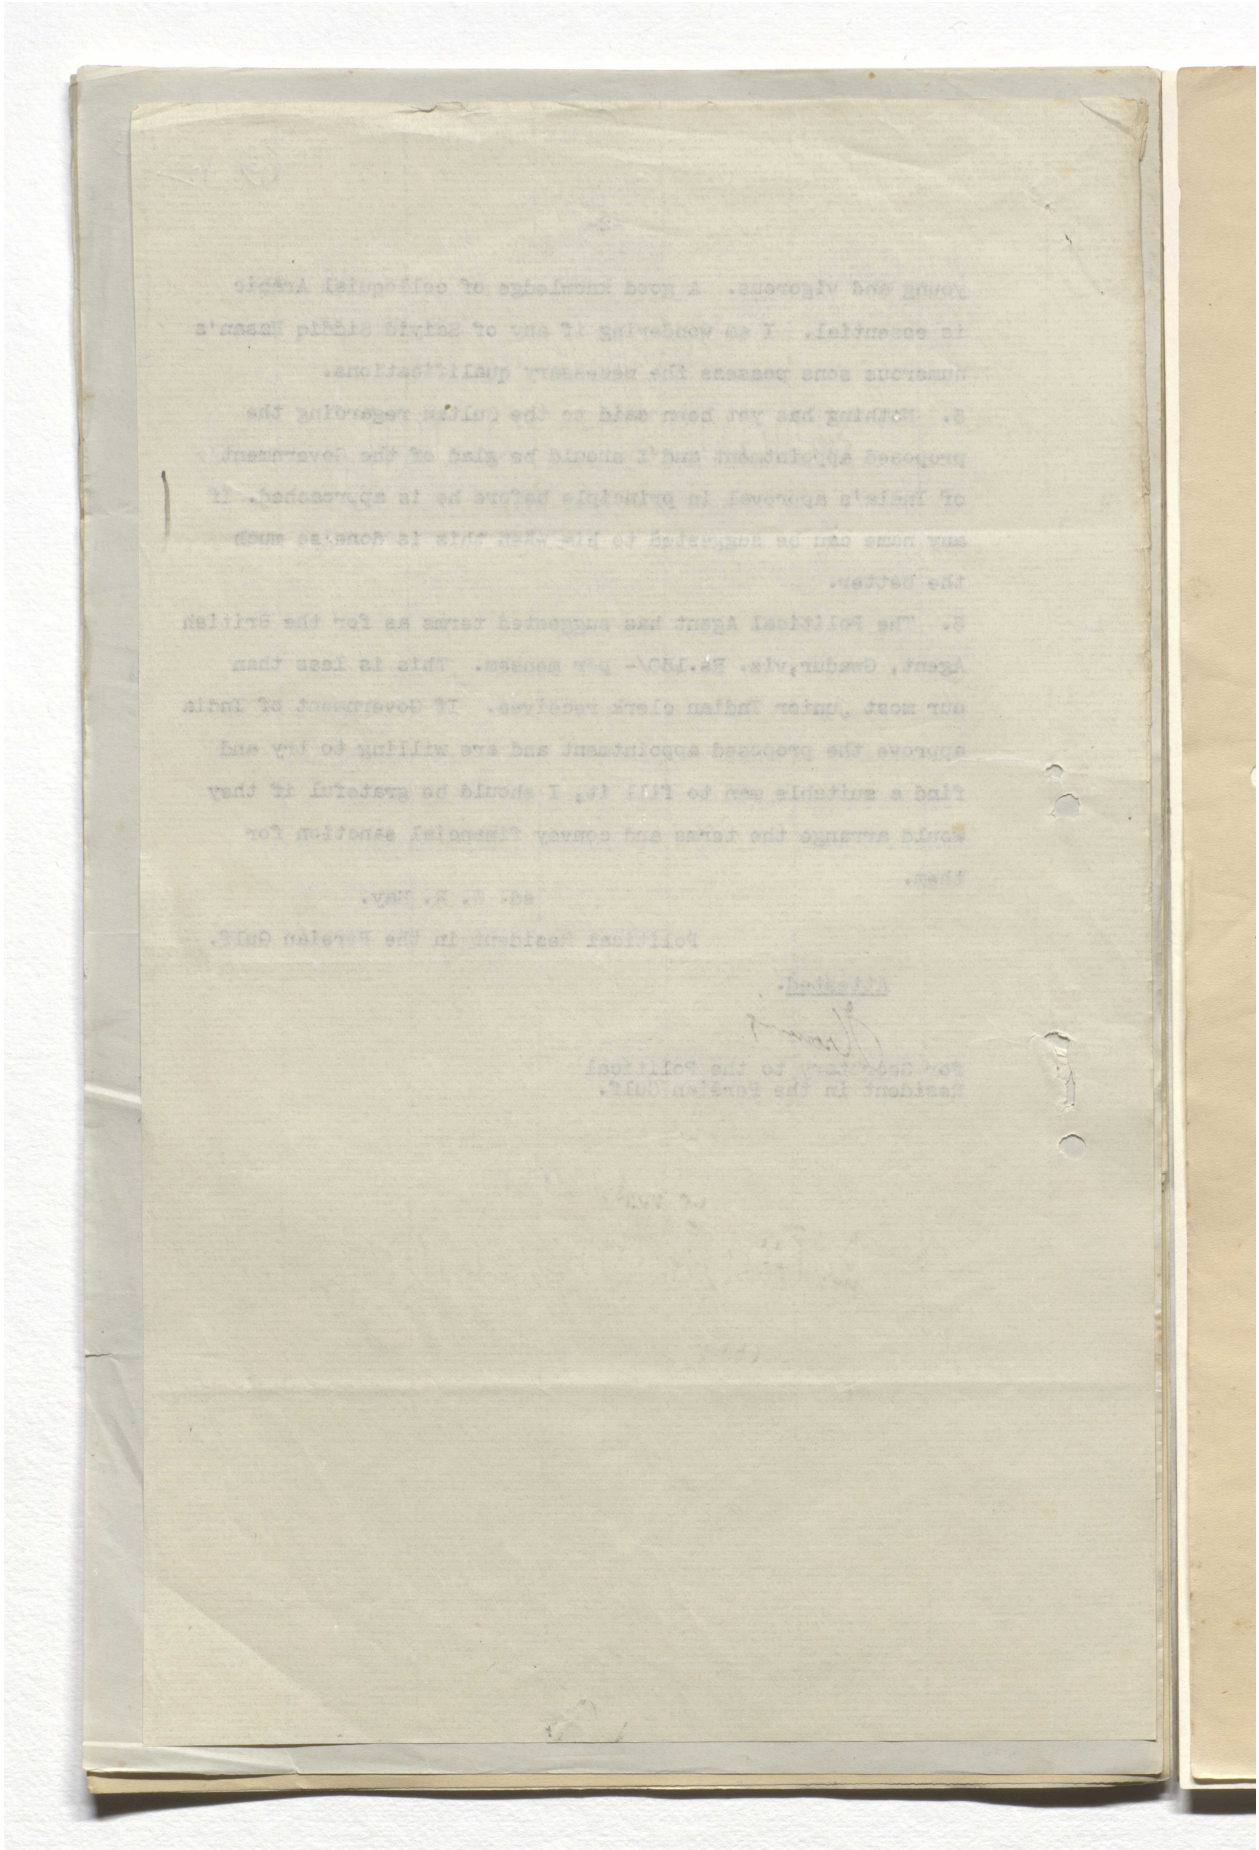 -2-
young and vigorous. A good knowledge of colloquial Arabic
is essential. I am wondering if any of Saiyid Siddiq Hasan's
numerous sons possess the necessary qualifications.
5. Nothing has yet been said to the Sultan regarding the
proposed appointment and I should be glad of the Government
of India's approval in principle before he is approached. If
any name can be suggested to him when this is done so much
the better.
6. The Political Agent has suggested terms as for the British
Agent, Gwadur, viz. Rs.150/- per mensem. This is less than
our most junior Indian clerk receives. If Government of India
approve the proposed appointment and are willing to try and
find a suitable man to fill it, I should be grateful if they
would arrange the terms and convey financial sanction for
them.
sd. W. R. Hay.
Political Resident in the Persian Gulf.
Attested.
for Secretary to the Political
Resident in the Persian Gulf.